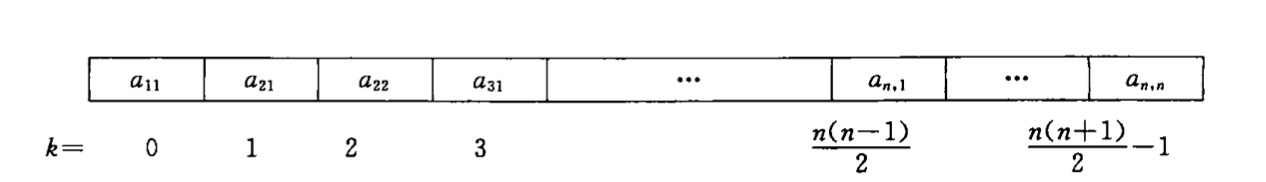 a₁₁ a₂₁ a₂₂ a₃₁ ⋯ aₙ,₁ ⋯ aₙ,ₙ
k= 0 1 2 3 n(n−1)/2 n(n+1)/2−1